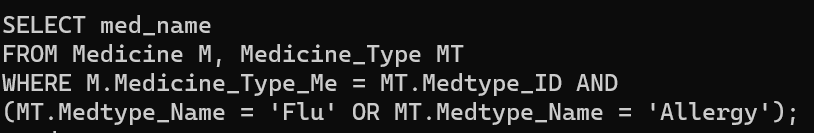 SELECT med_name
FROM Medicine M, Medicine_Type MT
WHERE M.Medicine_Type_Me = MT.Medtype_ID AND
(MT.Medtype_Name = 'Flu' OR MT.Medtype_Name = 'Allergy');